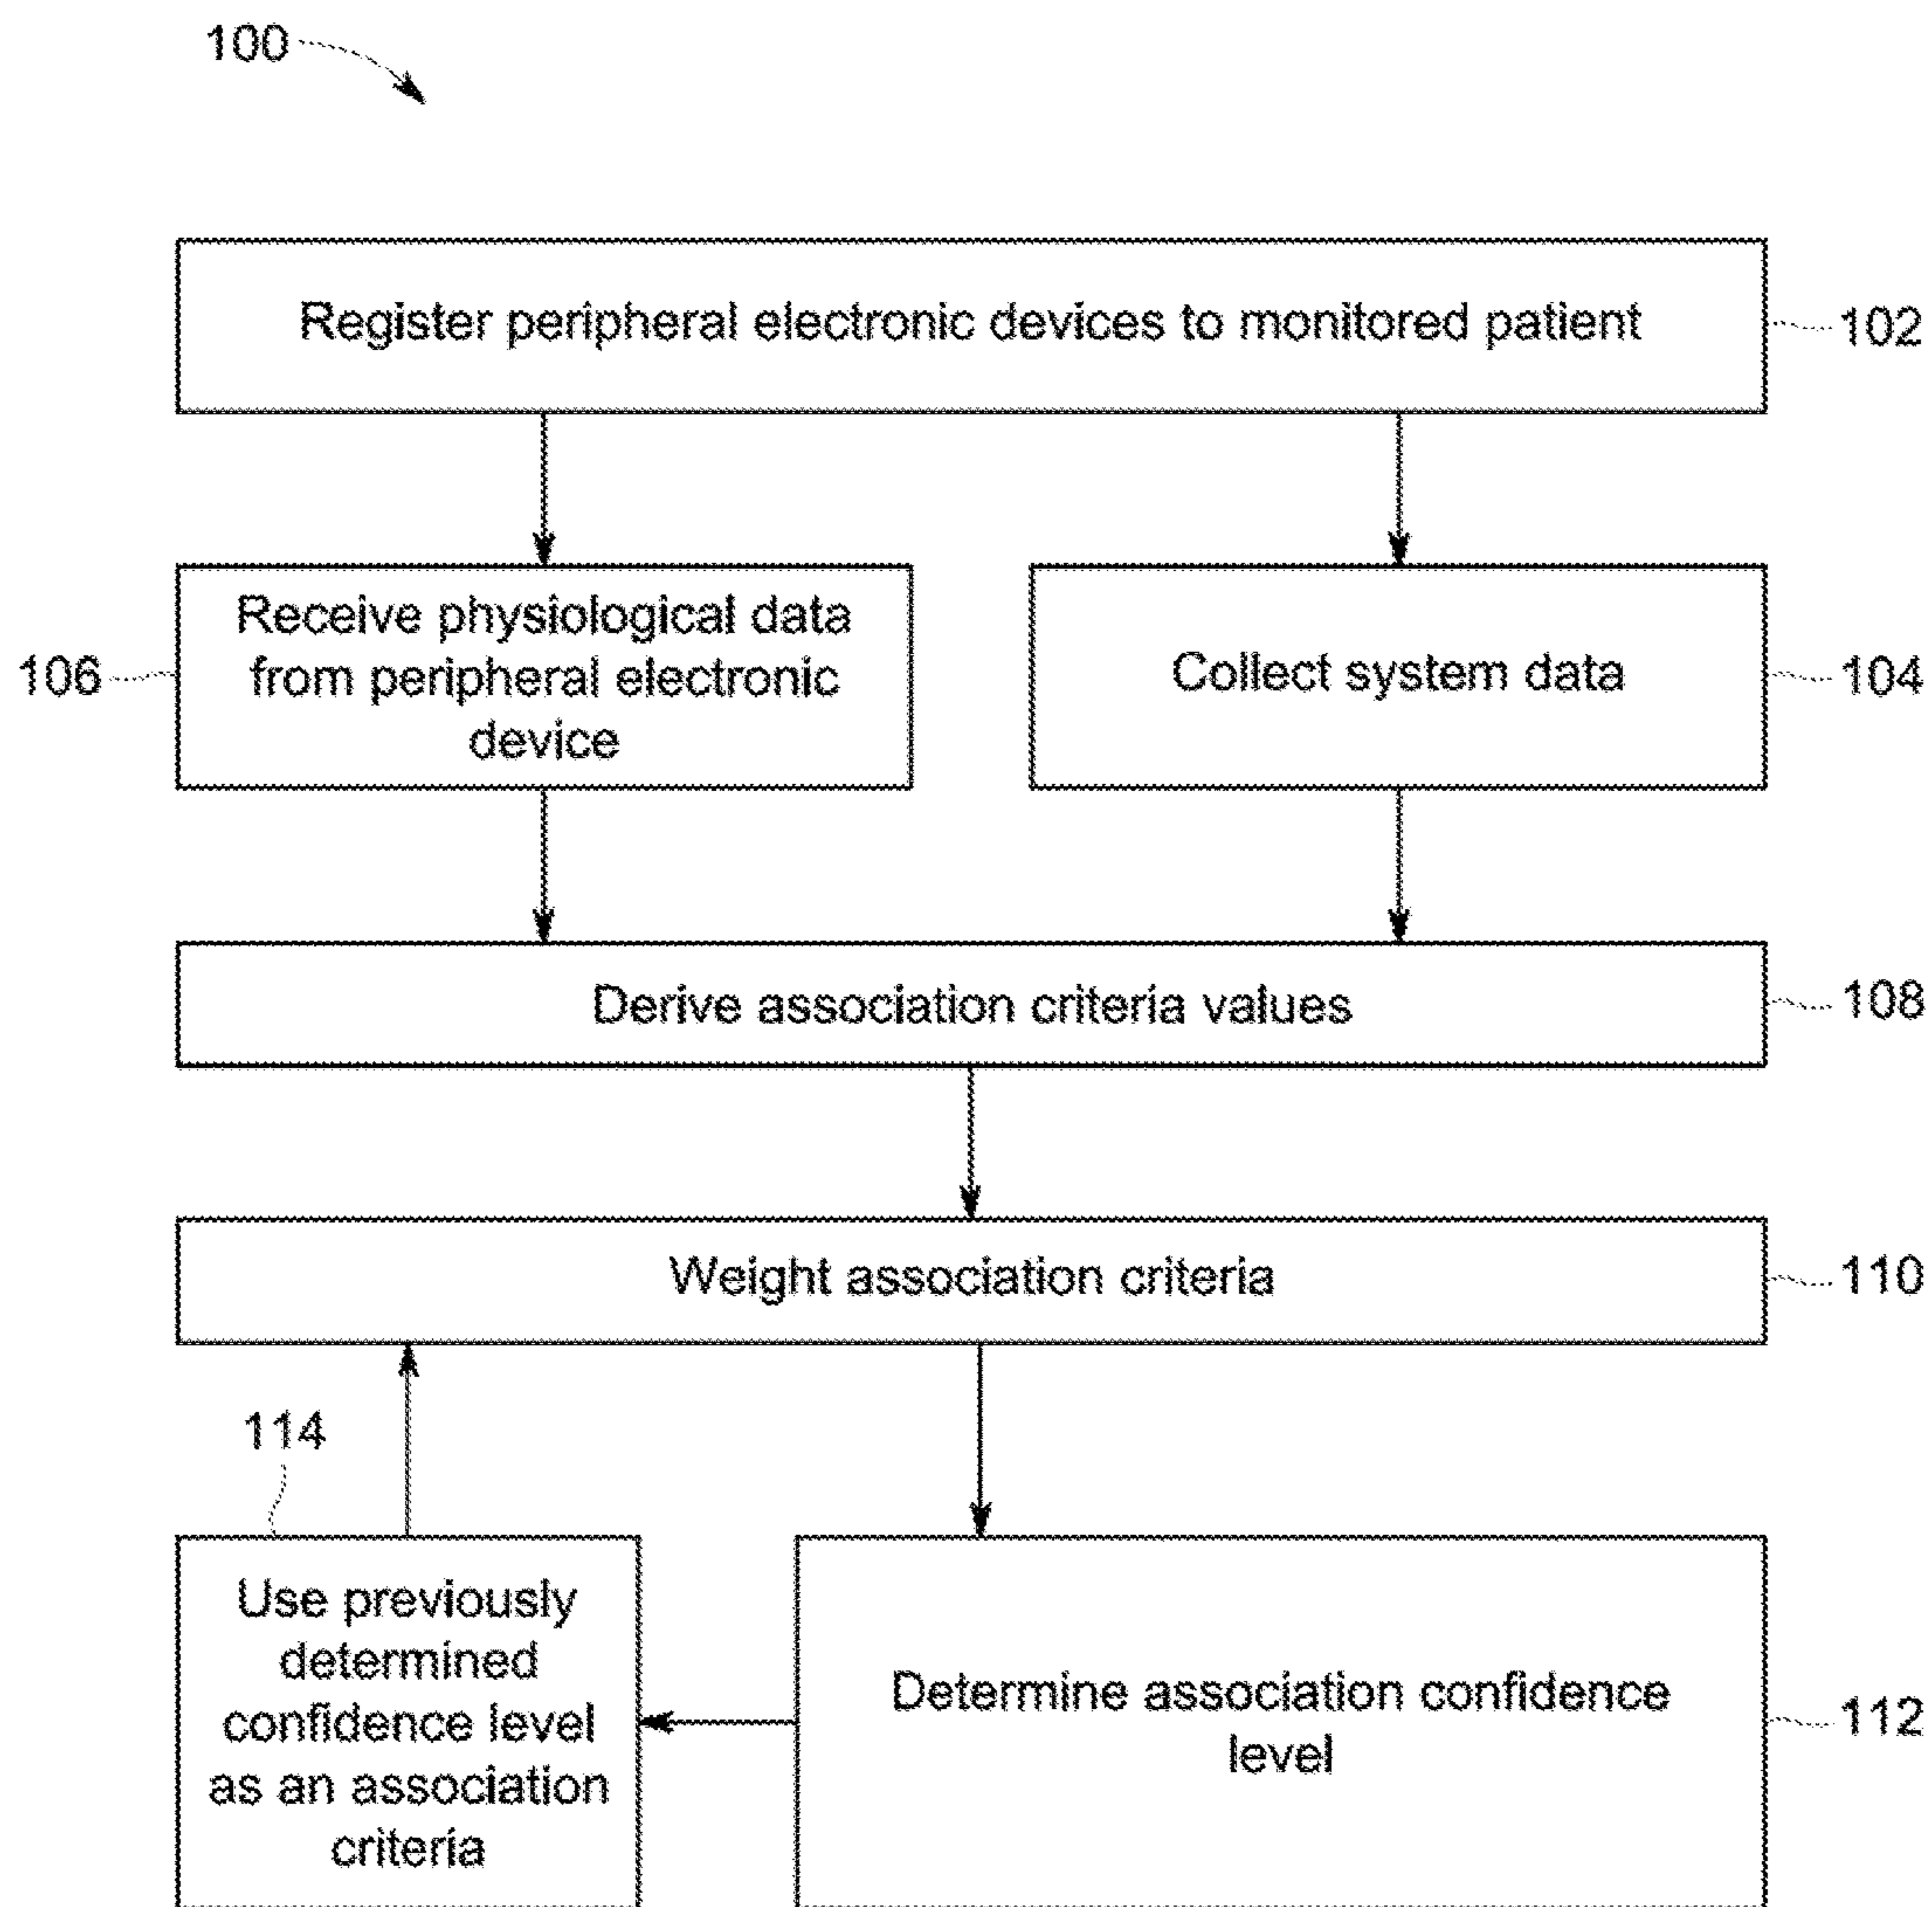 100
Register peripheral electronic devices to monitored patient
102
Receive physiological data
from peripheral electronic
device
106
Collect system data
104
Derive association criteria values
108
Weight association criteria
110
114
Use previously
determined
confidence level
as an association
criteria
Determine association confidence
level
112